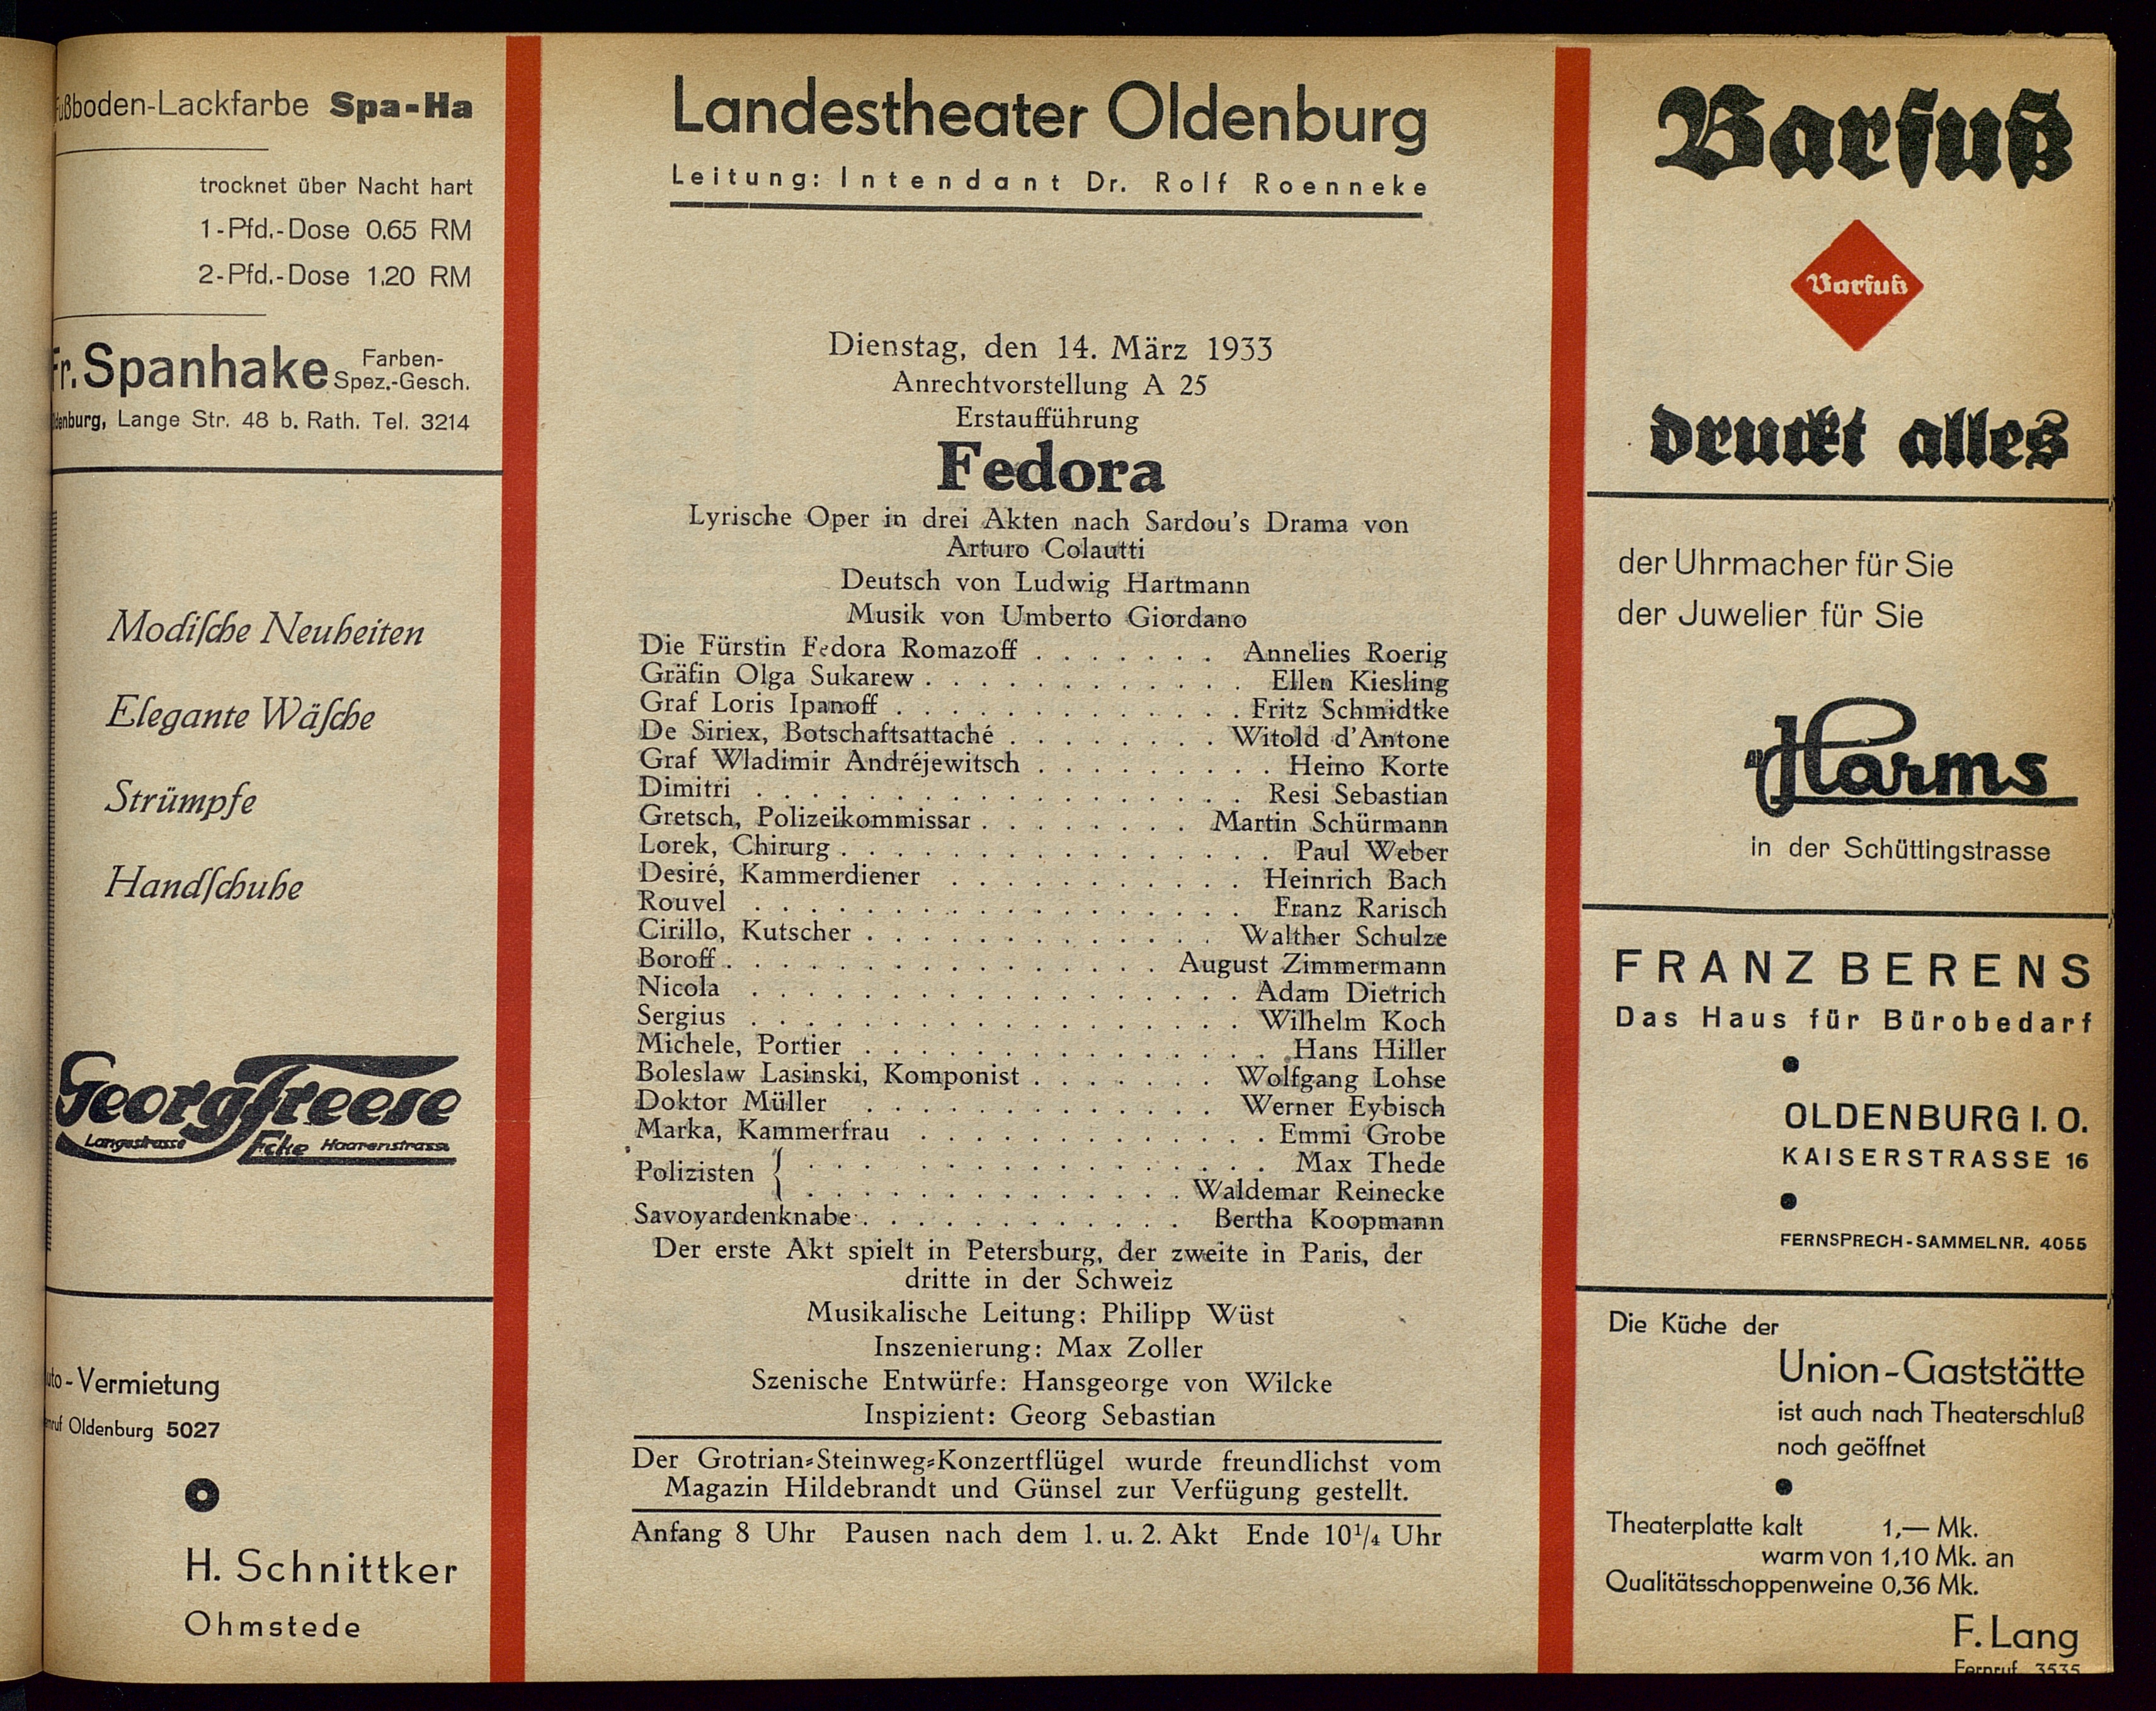 Fußboden-Lackfarbe Spa-Ha
trocknet über Nacht hart
1-Pfd.-Dose 0.65 RM
2-Pfd.-Dose 1.20 RM
Fr. Spanhake Farben-
Spez.-Gesch.
Oldenburg, Lange Str. 48 b. Rath. Tel. 3214
Modiſche Neuheiten
Elegante Wäſche
Strümpfe
Handſchuhe
Georg Freese
Langestrasse Ecke Haarenstrasse
Auto-Vermietung
Fernruf Oldenburg 5027
H. Schnittker
Ohmstede
Landestheater Oldenburg
Leitung: Intendant Dr. Rolf Roenneke
Dienstag, den 14. März 1933
Anrechtvorstellung A 25
Erstaufführung
Fedora
Lyrische Oper in drei Akten nach Sardou's Drama von
Arturo Colautti
Deutsch von Ludwig Hartmann
Musik von Umberto Giordano
Die Fürstin Fedora Romazoff . . . . . . . Annelies Roerig
Gräfin Olga Sukarew . . . . . . . . . . . . Ellen Kiesling
Graf Loris Ipanoff . . . . . . . . . . . . . Fritz Schmidtke
De Siriex, Botschaftsattaché . . . . . . . . Witold d'Antone
Graf Wladimir Andréjewitsch . . . . . . . . . Heino Korte
Dimitri . . . . . . . . . . . . . . . . . . Resi Sebastian
Gretsch, Polizeikommissar . . . . . . . . Martin Schürmann
Lorek, Chirurg . . . . . . . . . . . . . . . . Paul Weber
Desiré, Kammerdiener . . . . . . . . . . . Heinrich Bach
Rouvel . . . . . . . . . . . . . . . . . . Franz Rarisch
Cirillo, Kutscher . . . . . . . . . . . . . Walther Schulze
Boroff . . . . . . . . . . . . . . . . August Zimmermann
Nicola . . . . . . . . . . . . . . . . . . Adam Dietrich
Sergius . . . . . . . . . . . . . . . . . . Wilhelm Koch
Michele, Portier . . . . . . . . . . . . . . . Hans Hiller
Boleslaw Lasinski, Komponist . . . . . . . Wolfgang Lohse
Doktor Müller . . . . . . . . . . . . . Werner Eybisch
Marka, Kammerfrau . . . . . . . . . . . . . Emmi Grobe
Polizisten { . . . . . . . . . . . . . . . . . Max Thede
. . . . . . . . . . . . . . Waldemar Reinecke
Savoyardenknabe . . . . . . . . . . . . Bertha Koopmann
Der erste Akt spielt in Petersburg, der zweite in Paris, der
dritte in der Schweiz
Musikalische Leitung: Philipp Wüst
Inszenierung: Max Zoller
Szenische Entwürfe: Hansgeorge von Wilcke
Inspizient: Georg Sebastian
Der Grotrian-Steinweg-Konzertflügel wurde freundlichst vom
Magazin Hildebrandt und Günsel zur Verfügung gestellt.
Anfang 8 Uhr Pausen nach dem 1. u. 2. Akt Ende 10¹/₄ Uhr
Barfuß
Barfuß
druckt alles
der Uhrmacher für Sie
der Juwelier für Sie
Harms
in der Schüttingstrasse
FRANZ BERENS
Das Haus für Bürobedarf
OLDENBURG I. O.
KAISERSTRASSE 16
FERNSPRECH-SAMMELNR. 4055
Die Küche der
Union-Gaststätte
ist auch nach Theaterschluß
noch geöffnet
Theaterplatte kalt 1,— Mk.
warm von 1,10 Mk. an
Qualitätsschoppenweine 0,36 Mk.
F. Lang
Fernruf 3535